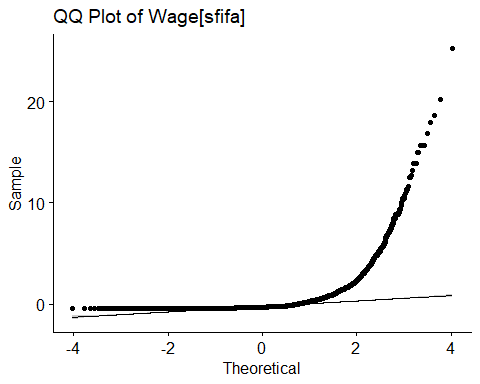 QQ Plot of Wage[sfifa]
Sample
20
10
0
-4 -2 0 2 4
Theoretical